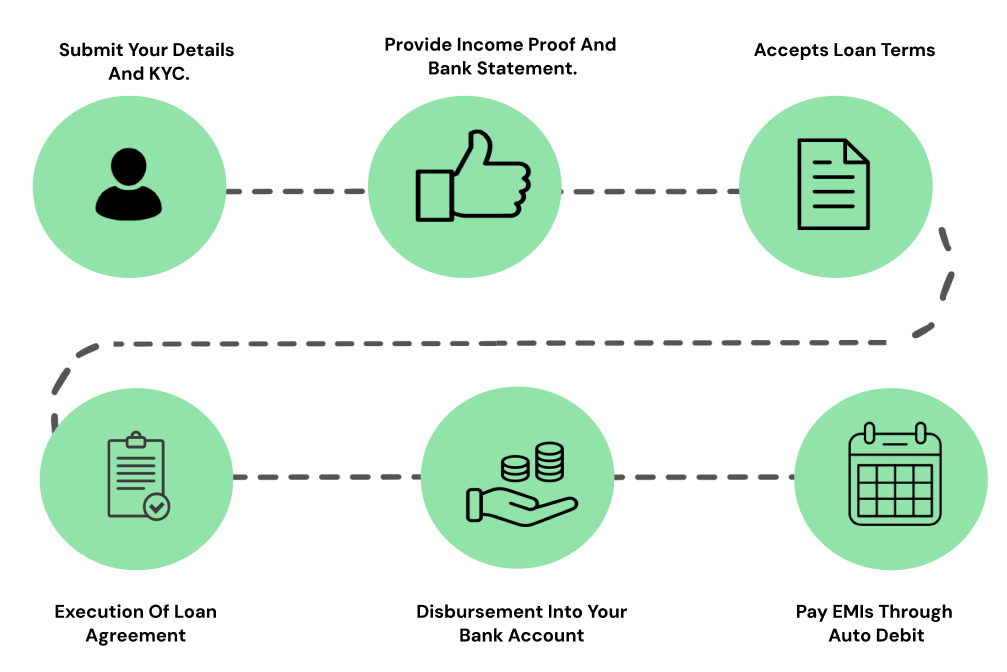 Submit Your Details
And KYC.
Provide Income Proof And
Bank Statement.
Accepts Loan Terms
Execution Of Loan
Agreement
Disbursement Into Your
Bank Account
Pay EMIs Through
Auto Debit